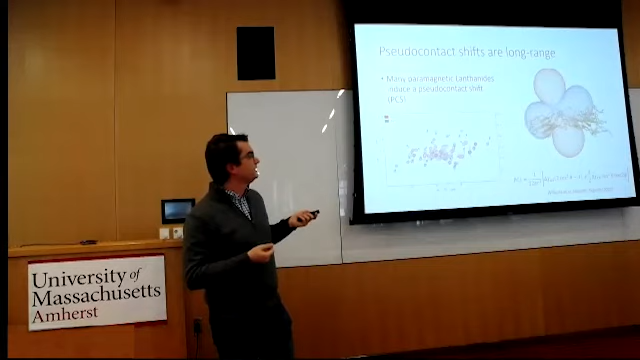 Pseudocontact shifts are long-range
• Many paramagnetic Lanthanides
induce a pseudocontact shift
(PCS)
University of
Massachusetts
Amherst